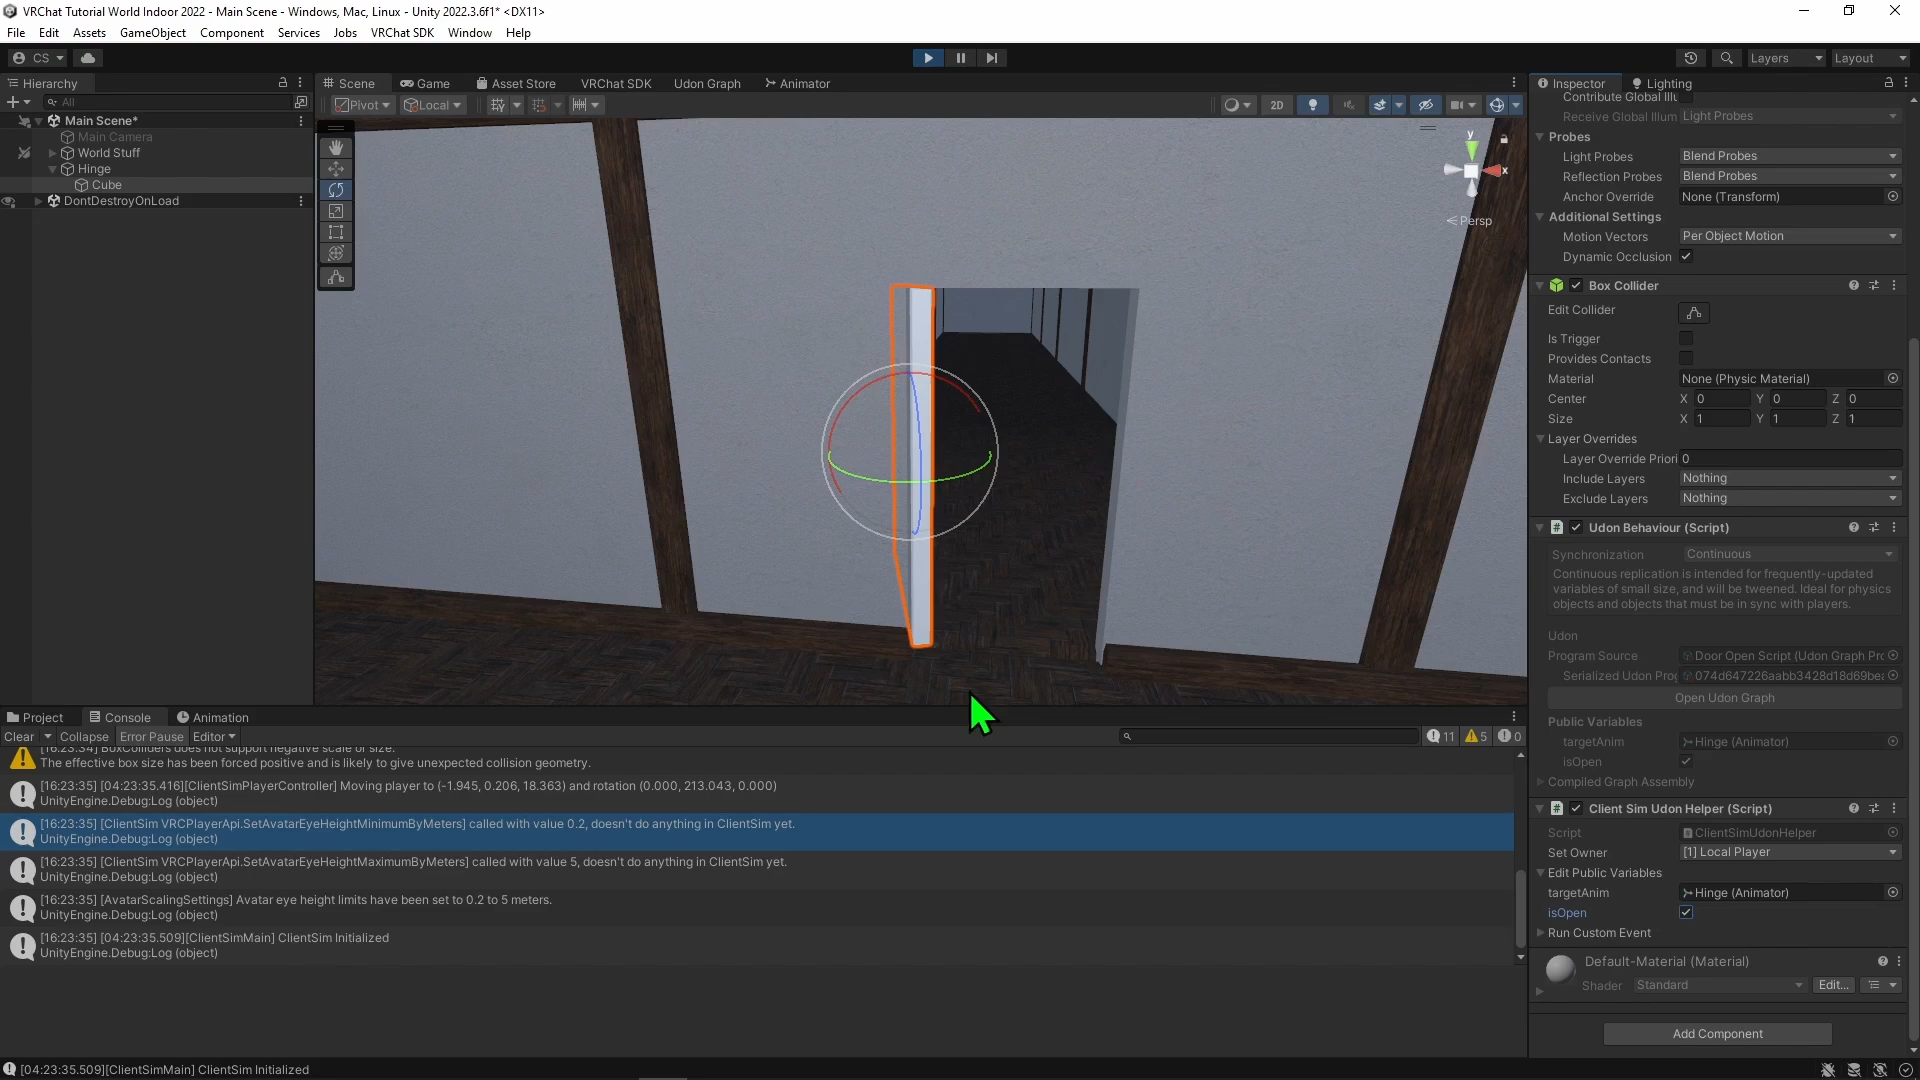 VRChat Tutorial World Indoor 2022 - Main Scene - Windows, Mac, Linux - Unity 2022.3.6f1* <DX11>
File Edit Assets GameObject Component Services Jobs VRChat SDK Window Help
CS Layers Layout
Hierarchy
All
Main Scene*
Main Camera
World Stuff
Hinge
Cube
DontDestroyOnLoad
Scene Game Asset Store VRChat SDK Udon Graph Animator
Pivot Local 2D
y
x
Persp
Inspector Lighting
Contribute Global Illu
Receive Global Illum Light Probes
Probes
Light Probes Blend Probes
Reflection Probes Blend Probes
Anchor Override None (Transform)
Additional Settings
Motion Vectors Per Object Motion
Dynamic Occlusion
Box Collider
Edit Collider
Is Trigger
Provides Contacts
Material None (Physic Material)
Center X 0 Y 0 Z 0
Size X 1 Y 1 Z 1
Layer Overrides
Layer Override Priori 0
Include Layers Nothing
Exclude Layers Nothing
Udon Behaviour (Script)
Synchronization Continuous
Continuous replication is intended for frequently-updated
variables of small size, and will be tweened. Ideal for physics
objects and objects that must be in sync with players.
Udon
Program Source Door Open Script (Udon Graph Prc
Serialized Udon Proç 074d647226aabb3428d18d69bea
Open Udon Graph
Public Variables
targetAnim Hinge (Animator)
isOpen
Compiled Graph Assembly
Client Sim Udon Helper (Script)
Script ClientSimUdonHelper
Set Owner [1] Local Player
Edit Public Variables
targetAnim Hinge (Animator)
isOpen
Run Custom Event
Default-Material (Material)
Shader Standard Edit...
Add Component
Project Console Animation
Clear Collapse Error Pause Editor 11 5 0
[16:23:34] BoxColliders does not support negative scale or size.
The effective box size has been forced positive and is likely to give unexpected collision geometry.
[16:23:35] [04:23:35.416][ClientSimPlayerController] Moving player to (-1.945, 0.206, 18.363) and rotation (0.000, 213.043, 0.000)
UnityEngine.Debug:Log (object)
[16:23:35] [ClientSim VRCPlayerApi.SetAvatarEyeHeightMinimumByMeters] called with value 0.2, doesn't do anything in ClientSim yet.
UnityEngine.Debug:Log (object)
[16:23:35] [ClientSim VRCPlayerApi.SetAvatarEyeHeightMaximumByMeters] called with value 5, doesn't do anything in ClientSim yet.
UnityEngine.Debug:Log (object)
[16:23:35] [AvatarScalingSettings] Avatar eye height limits have been set to 0.2 to 5 meters.
UnityEngine.Debug:Log (object)
[16:23:35] [04:23:35.509][ClientSimMain] ClientSim Initialized
UnityEngine.Debug:Log (object)
[04:23:35.509][ClientSimMain] ClientSim Initialized